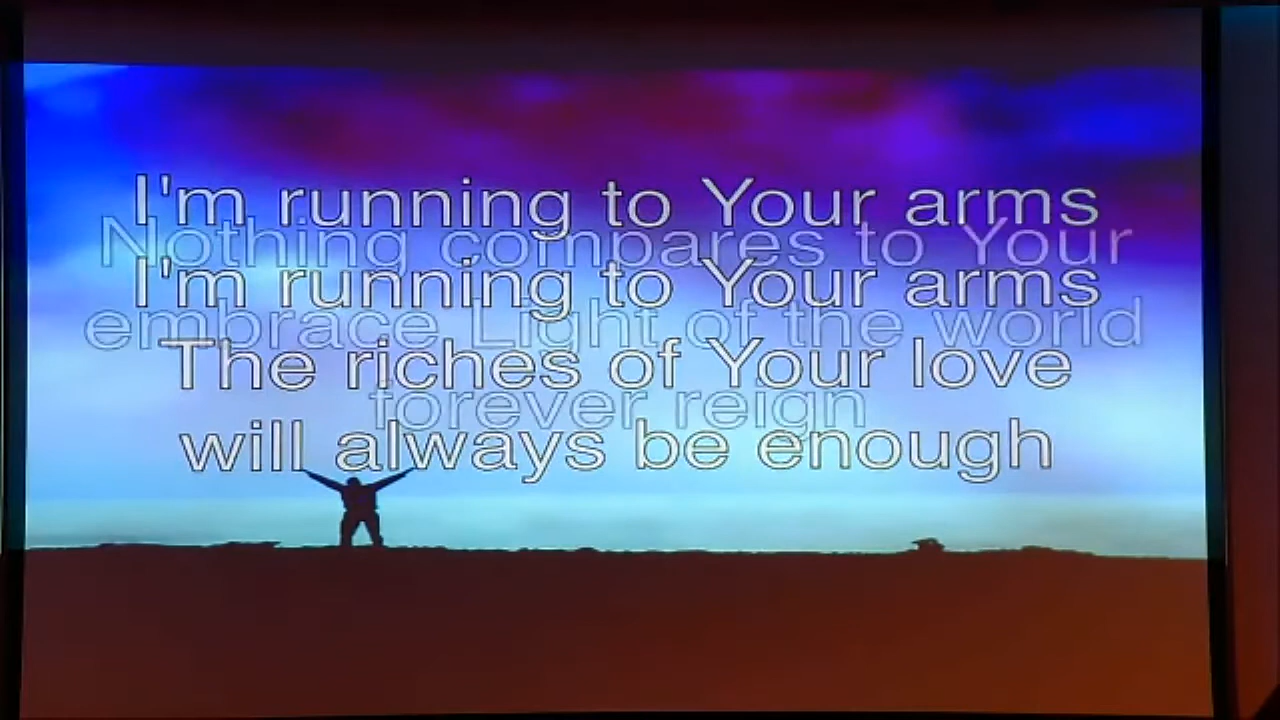 I'm running to Your arms
Nothing compares to Your
I'm running to Your arms
embrace Light of the world
The riches of Your love
forever reign
will always be enough